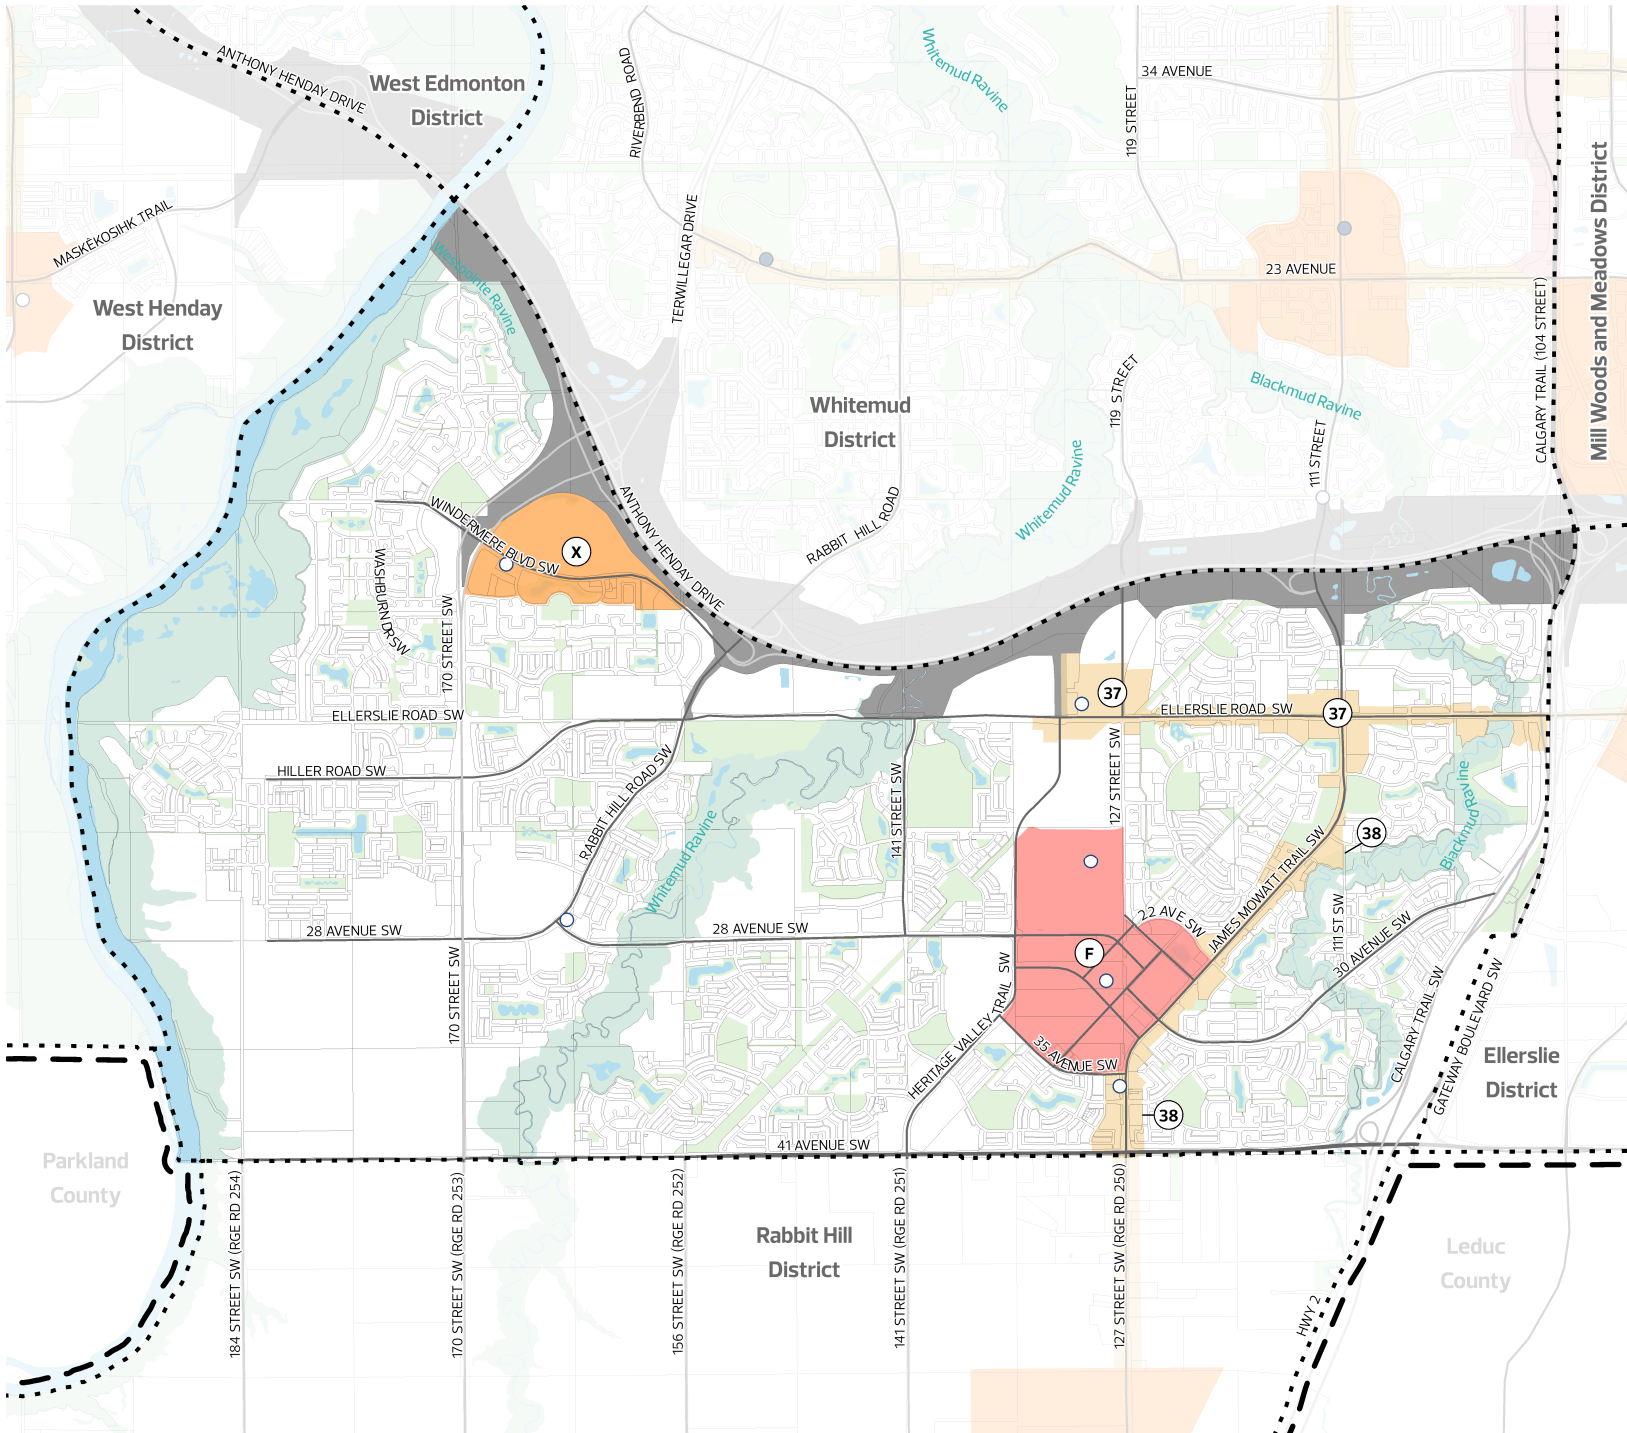 ANTHONY HENDAY DRIVE
West Edmonton
District
RIVERBEND ROAD
Whitemud Ravine
34 AVENUE
119 STREET
Mill Woods and Meadows District
MASKÊKOSIHK TRAIL
West Henday
District
Westpointe Ravine
TERWILLEGAR DRIVE
23 AVENUE
CALGARY TRAIL (104 STREET)
Whitemud
District
119 STREET
Blackmud Ravine
111 STREET
Whitemud Ravine
RABBIT HILL ROAD
ANTHONY HENDAY DRIVE
WINDERMERE BLVD SW
X
WASHBURN DR SW
170 STREET SW
37
ELLERSLIE ROAD SW
ELLERSLIE ROAD SW
37
HILLER ROAD SW
RABBIT HILL ROAD SW
141 STREET SW
127 STREET SW
Whitemud Ravine
Blackmud Ravine
38
JAMES MOWATT TRAIL SW
28 AVENUE SW
28 AVENUE SW
22 AVE SW
111 ST SW
30 AVENUE SW
F
170 STREET SW
HERITAGE VALLEY TRAIL SW
35 AVENUE SW
CALGARY TRAIL SW
GATEWAY BOULEVARD SW
Ellerslie
District
38
41 AVENUE SW
Parkland
County
184 STREET SW (RGE RD 254)
170 STREET SW (RGE RD 253)
156 STREET SW (RGE RD 252)
141 STREET SW (RGE RD 251)
127 STREET SW (RGE RD 250)
Rabbit Hill
District
HWY 2
Leduc
County